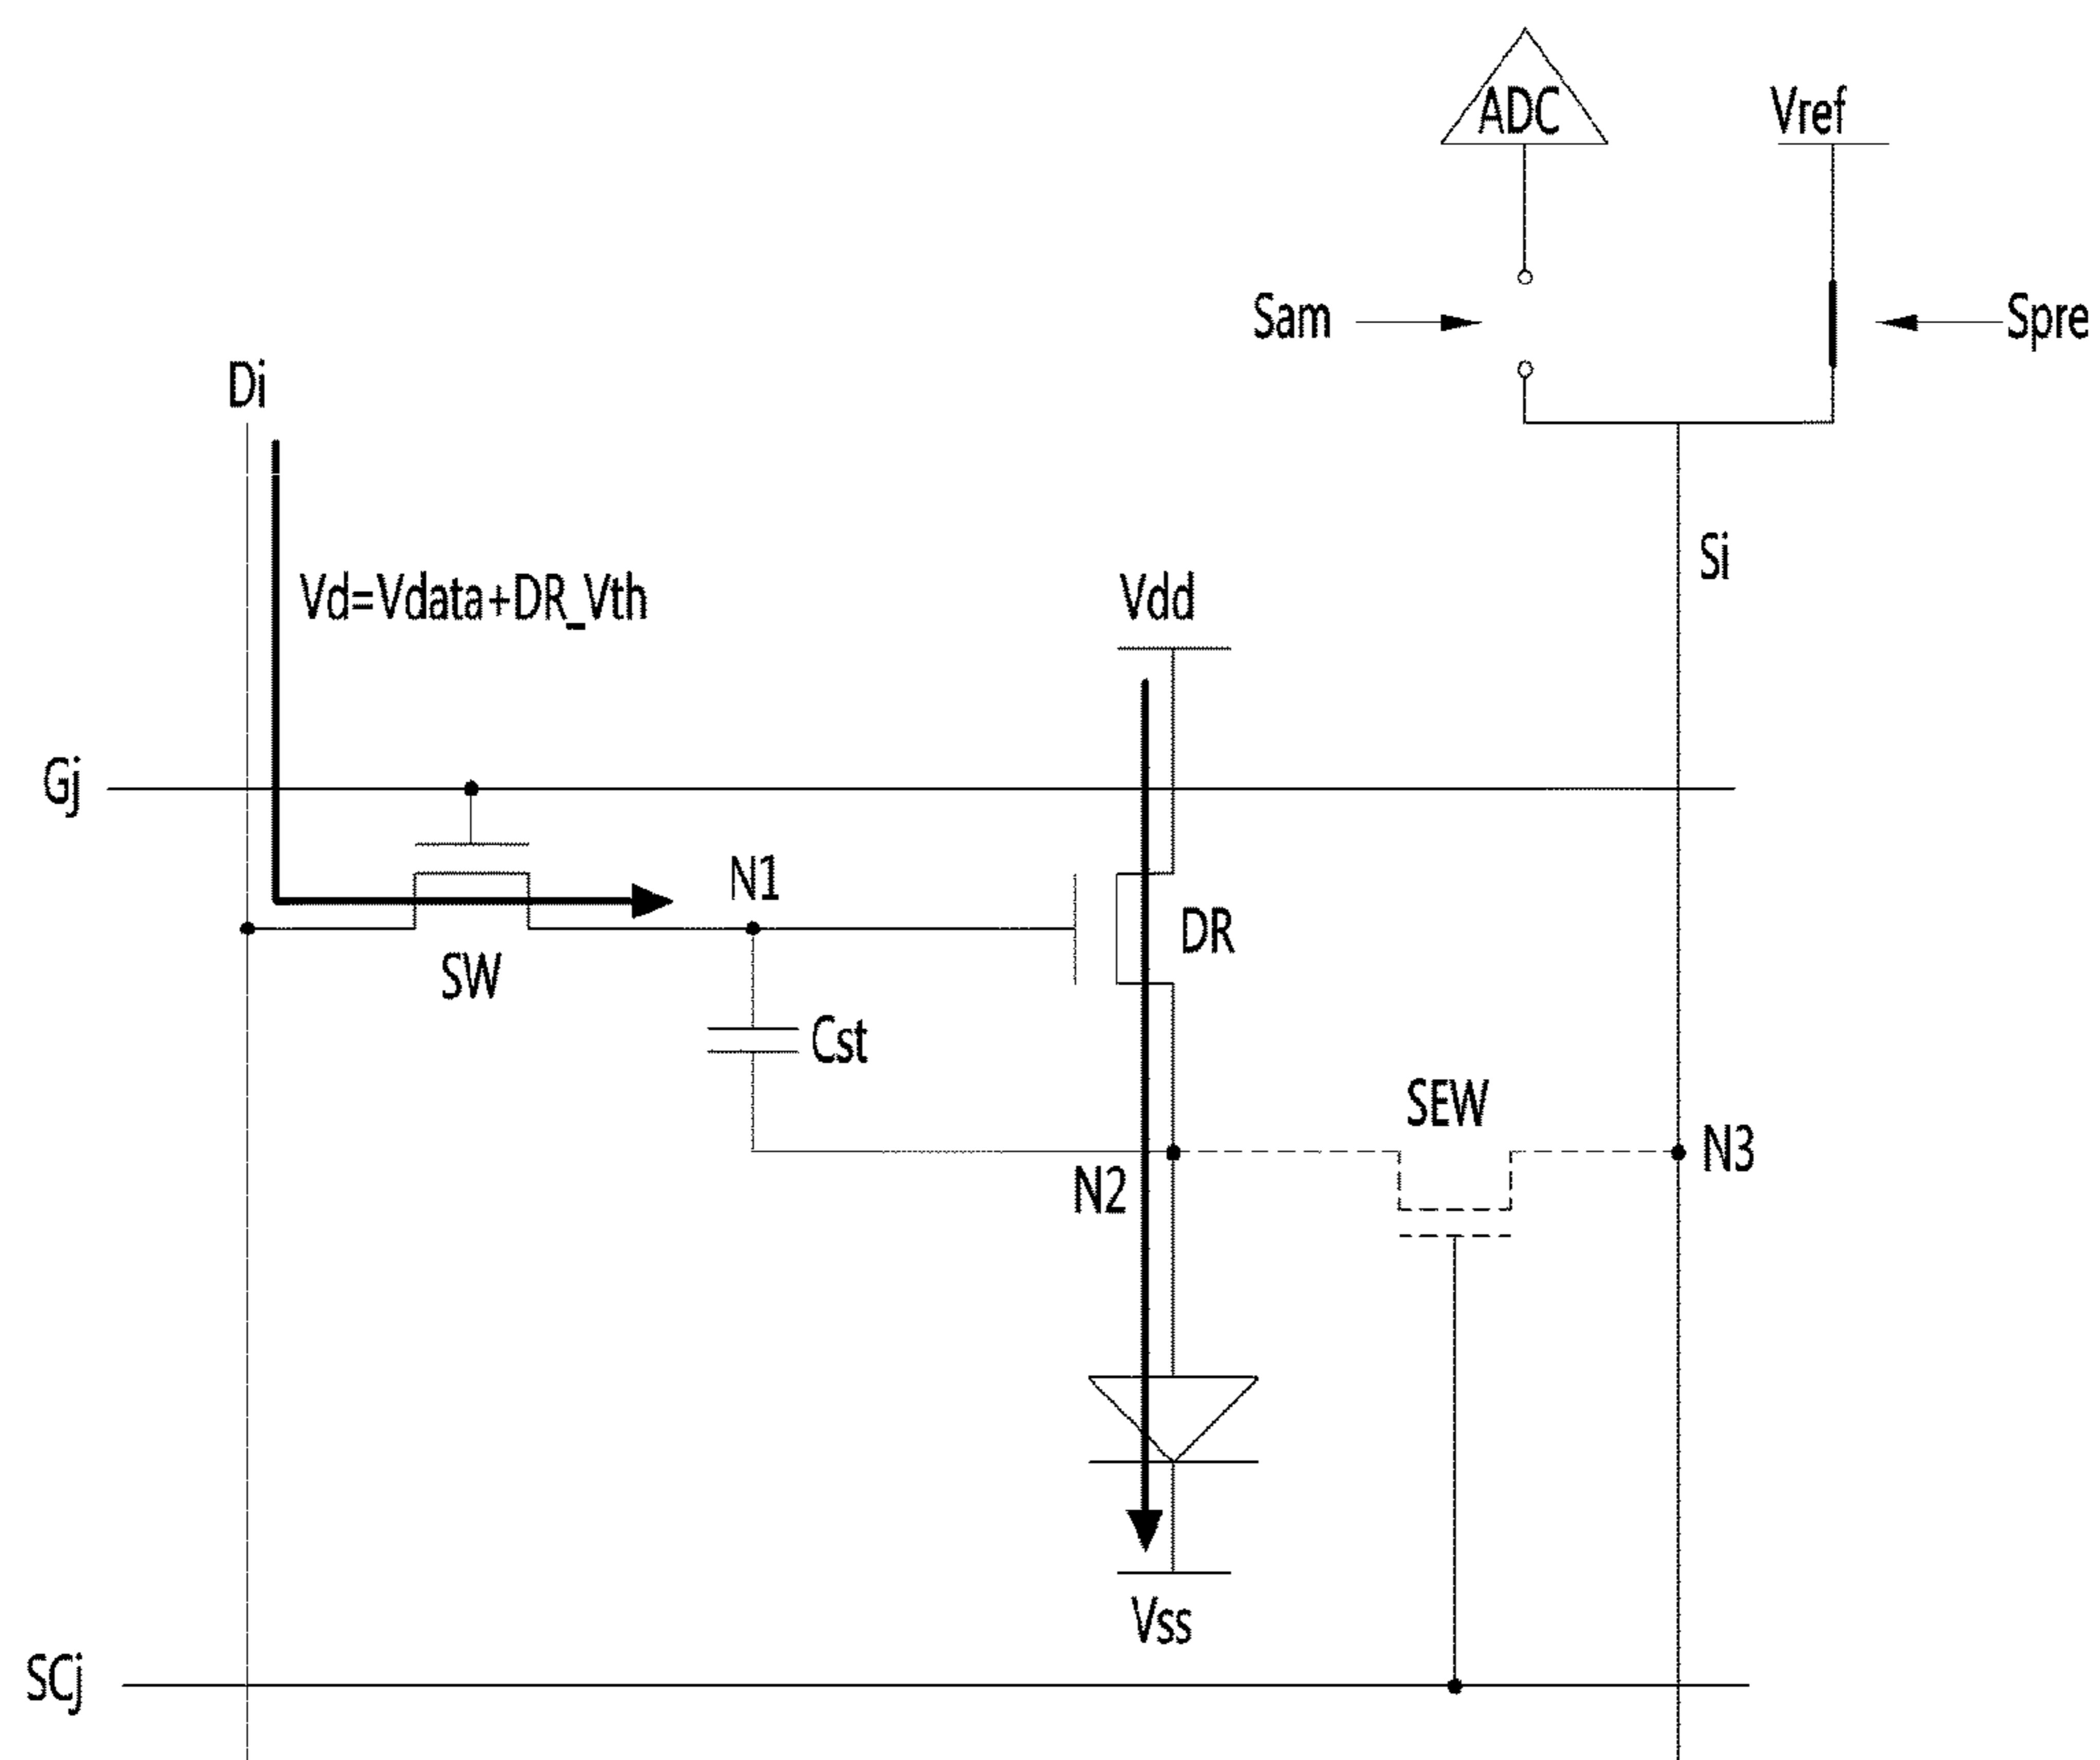 ADC
Vref
Sam
Spre
Di
Si
Vd=Vdata+DR_Vth
Vdd
Gj
N1
DR
SW
Cst
SEW
N3
N2
Vss
SCj